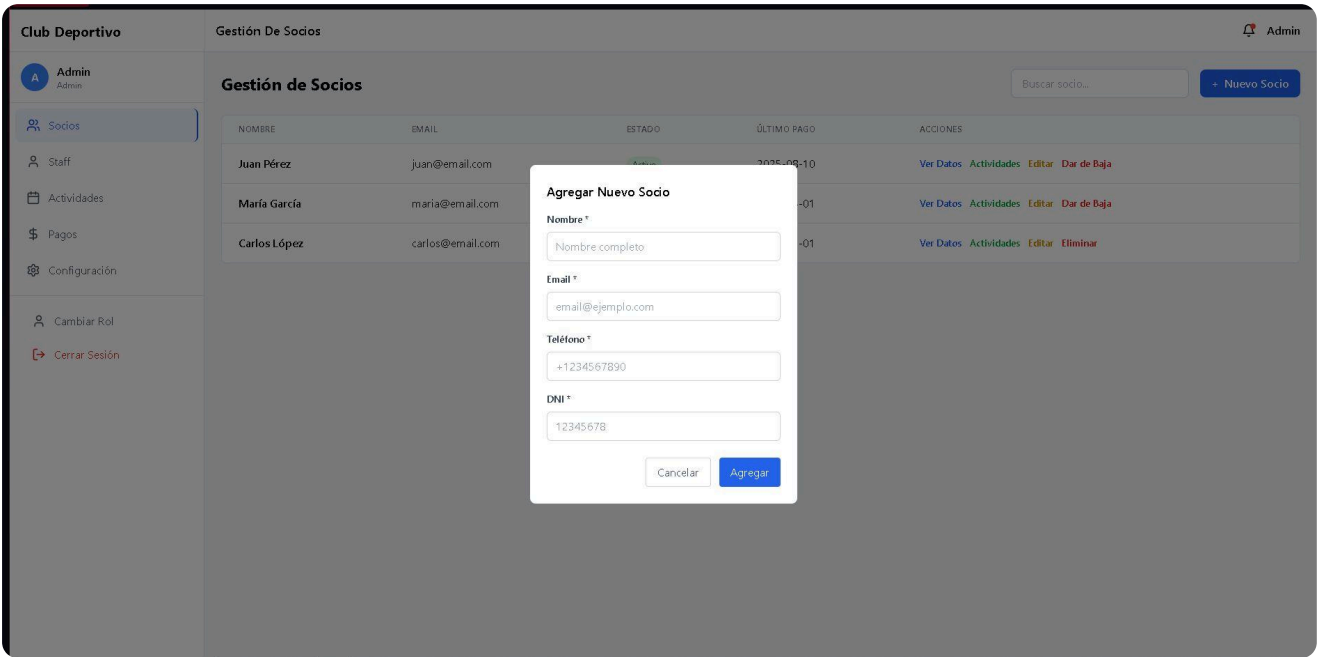 Club Deportivo
Gestión De Socios
Admin
A
Admin
Admin
Socios
Staff
Actividades
$ Pagos
Configuración
Cambiar Rol
Cerrar Sesión
Gestión de Socios
Buscar socio...
+ Nuevo Socio
NOMBRE EMAIL ESTADO ÚLTIMO PAGO ACCIONES
Juan Pérez juan@email.com Activo 2025-08-10 Ver Datos Actividades Editar Dar de Baja
María García maria@email.com -01 Ver Datos Actividades Editar Dar de Baja
Carlos López carlos@email.com -01 Ver Datos Actividades Editar Eliminar
Agregar Nuevo Socio
Nombre *
Nombre completo
Email *
email@ejemplo.com
Teléfono *
+1234567890
DNI *
12345678
Cancelar Agregar